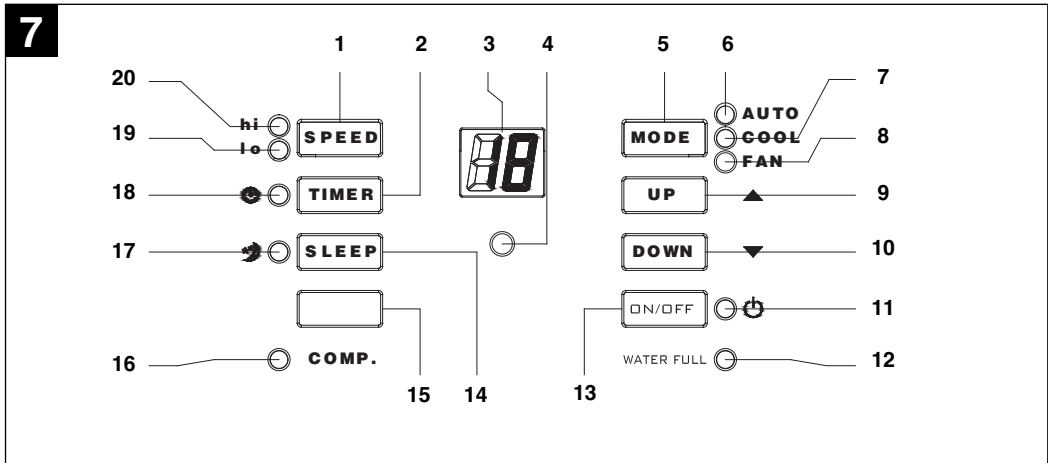 7
1 2 3 4 5 6
7
20 hi AUTO
SPEED 18 MODE COOL
19 lo FAN 8
18 TIMER UP 9
17 SLEEP DOWN 10
ON/OFF 11
16 COMP. WATER FULL 12
15 14 13